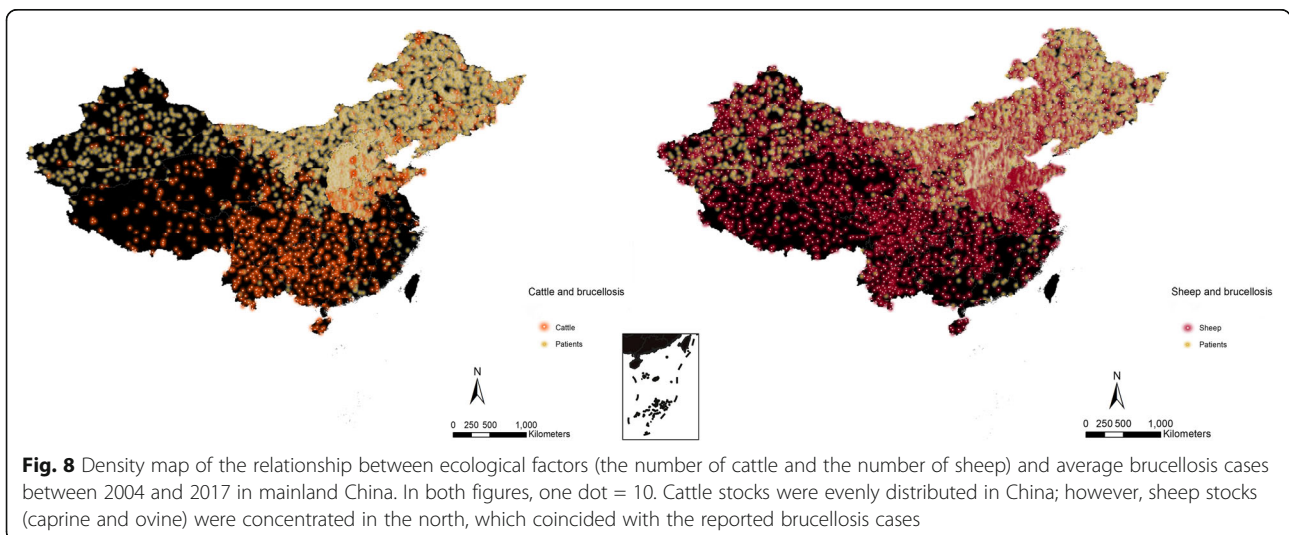 Cattle and brucellosis
Cattle
Patients
N
0 250 500 1,000
Kilometers
Sheep and brucellosis
Sheep
Patients
N
0 250 500 1,000
Kilometers
Fig. 8 Density map of the relationship between ecological factors (the number of cattle and the number of sheep) and average brucellosis cases
between 2004 and 2017 in mainland China. In both figures, one dot = 10. Cattle stocks were evenly distributed in China; however, sheep stocks
(caprine and ovine) were concentrated in the north, which coincided with the reported brucellosis cases